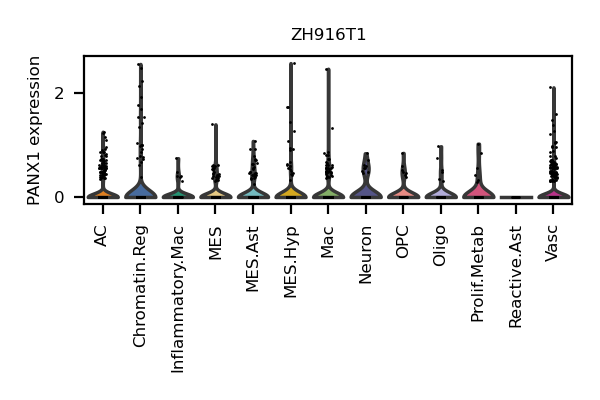 ZH916T1
PANX1 expression
2
0
AC
Chromatin.Reg
Inflammatory.Mac
MES
MES.Ast
MES.Hyp
Mac
Neuron
OPC
Oligo
Prolif.Metab
Reactive.Ast
Vasc